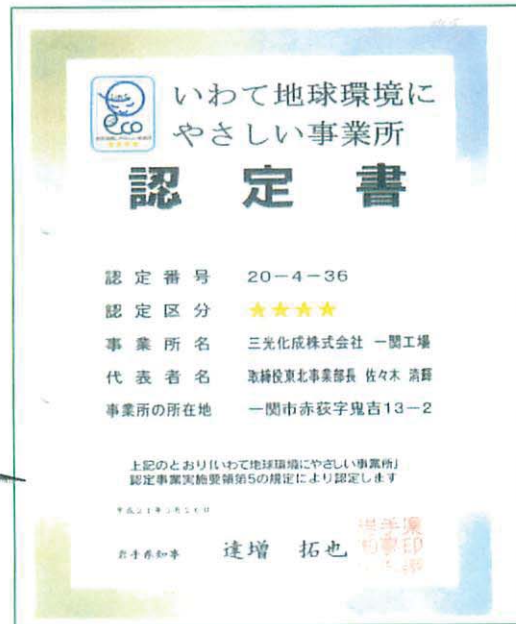 eco
いわて地球環境に
やさしい事業所
認定書
認定番号 20-4-36
認定区分 ★★★★
事業所名 三光化成株式会社 一関工場
代表者名 取締役東北事業部長 佐々木 清輝
事業所の所在地 一関市赤荻字鬼吉13-2
上記のとおり「いわて地球環境にやさしい事業所」
認定事業実施要領第5の規定により認定します
岩手県知事 達増 拓也